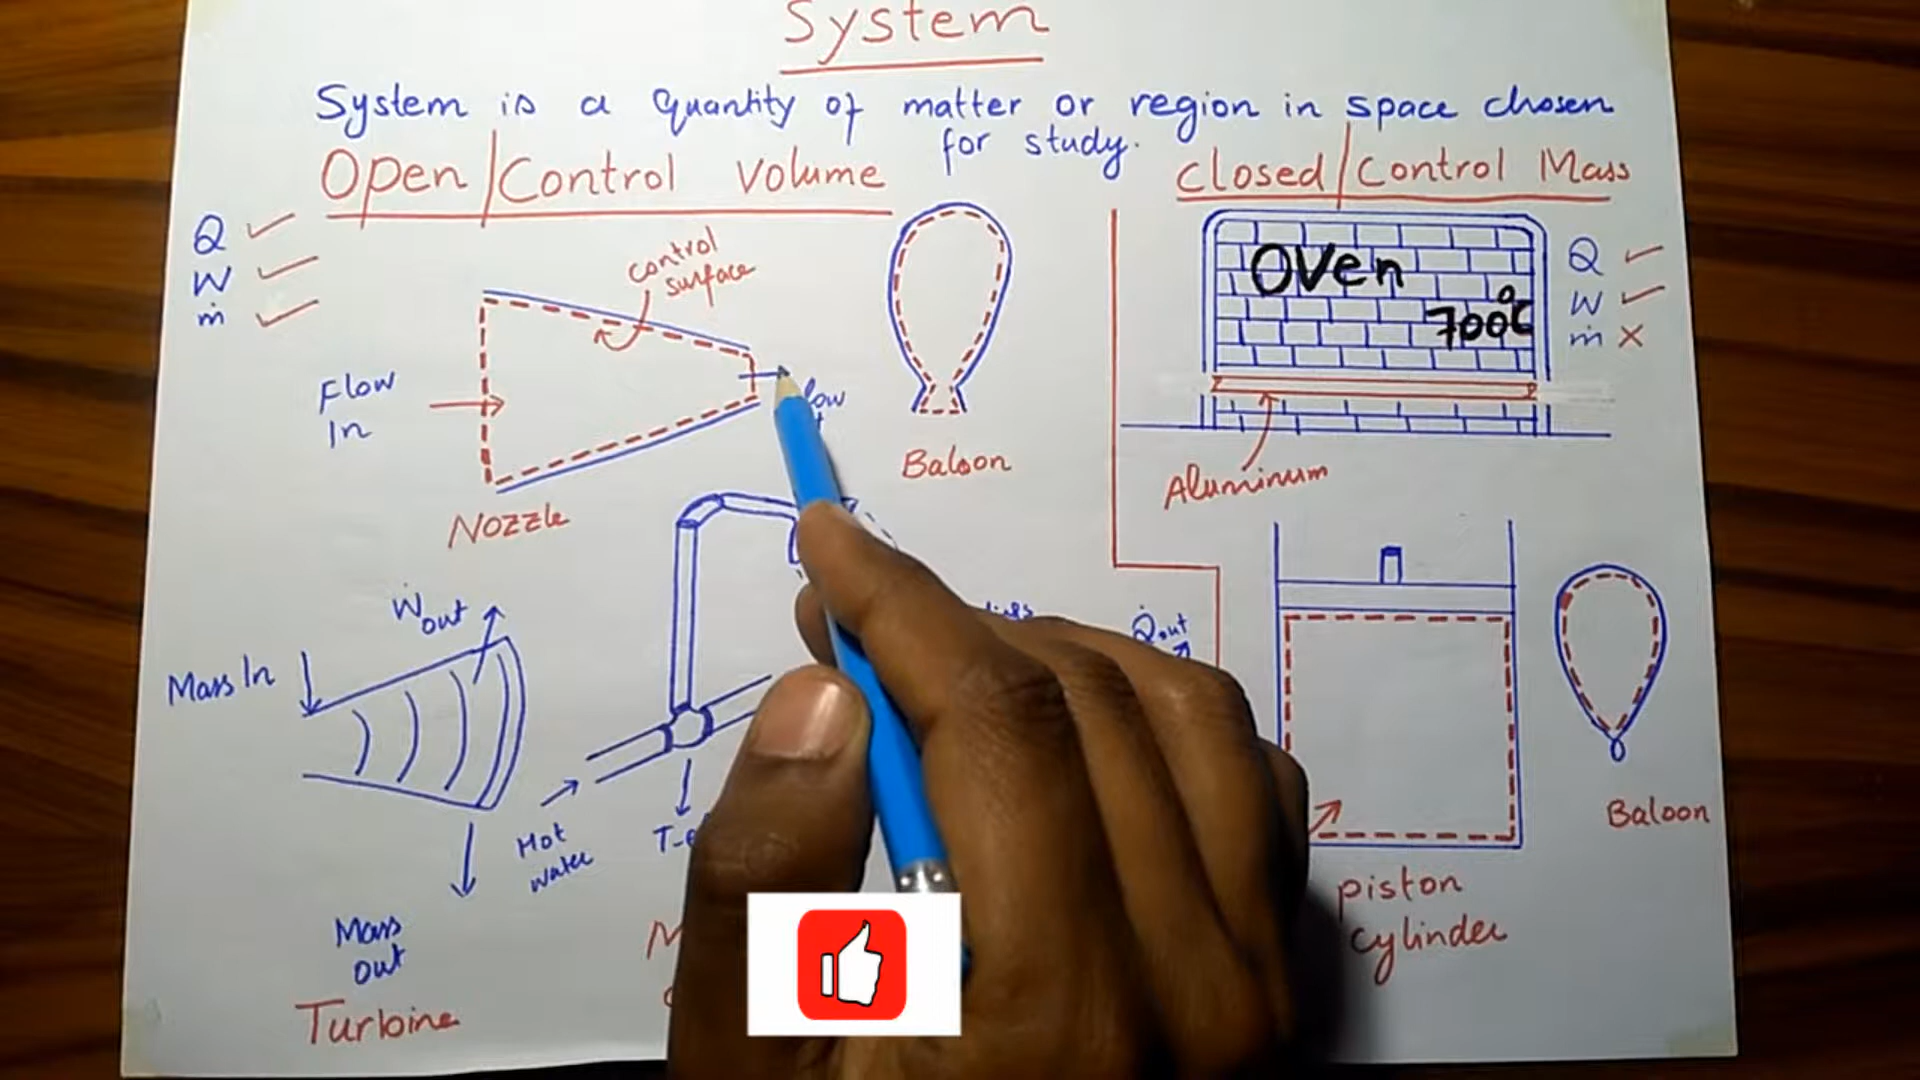 System
System is a quantity of matter or region in space chosen
for study.
Open/Control Volume
Q
W
ṁ
control
surface
Flow
In
Nozzle
Baloon
Closed/Control Mass
Oven
700°C
Q
W
ṁ
Aluminum
Ẇout
Mass In
Mass
out
Turbine
Hot
water
Q̇out
piston
cylinder
Baloon